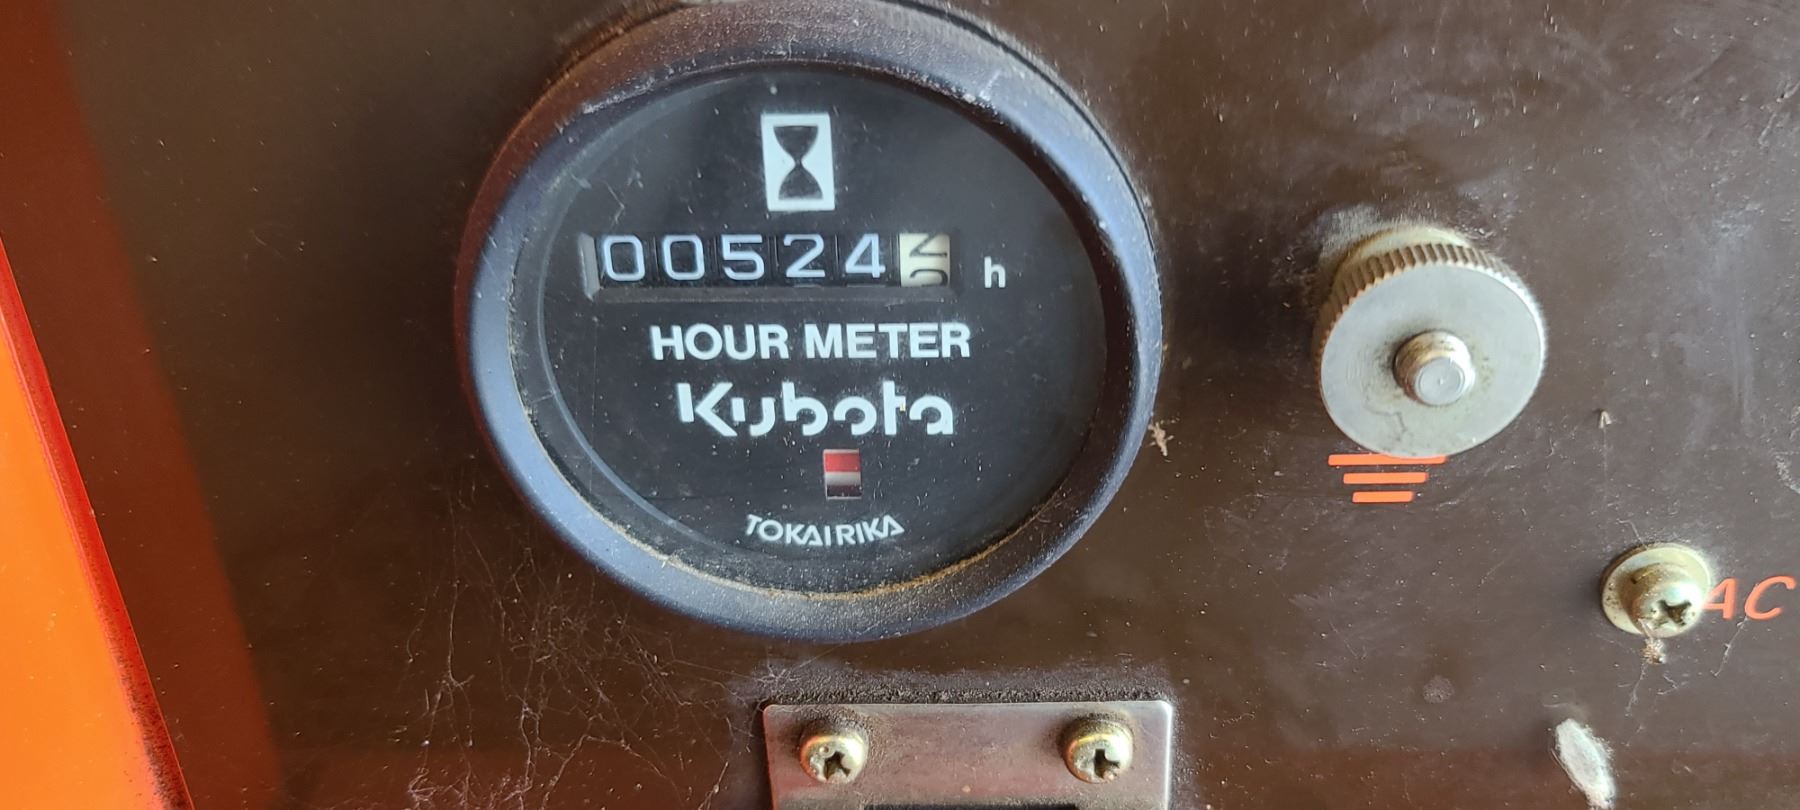 00524 h
HOUR METER
Kubota
TOKAIRIKA
AC